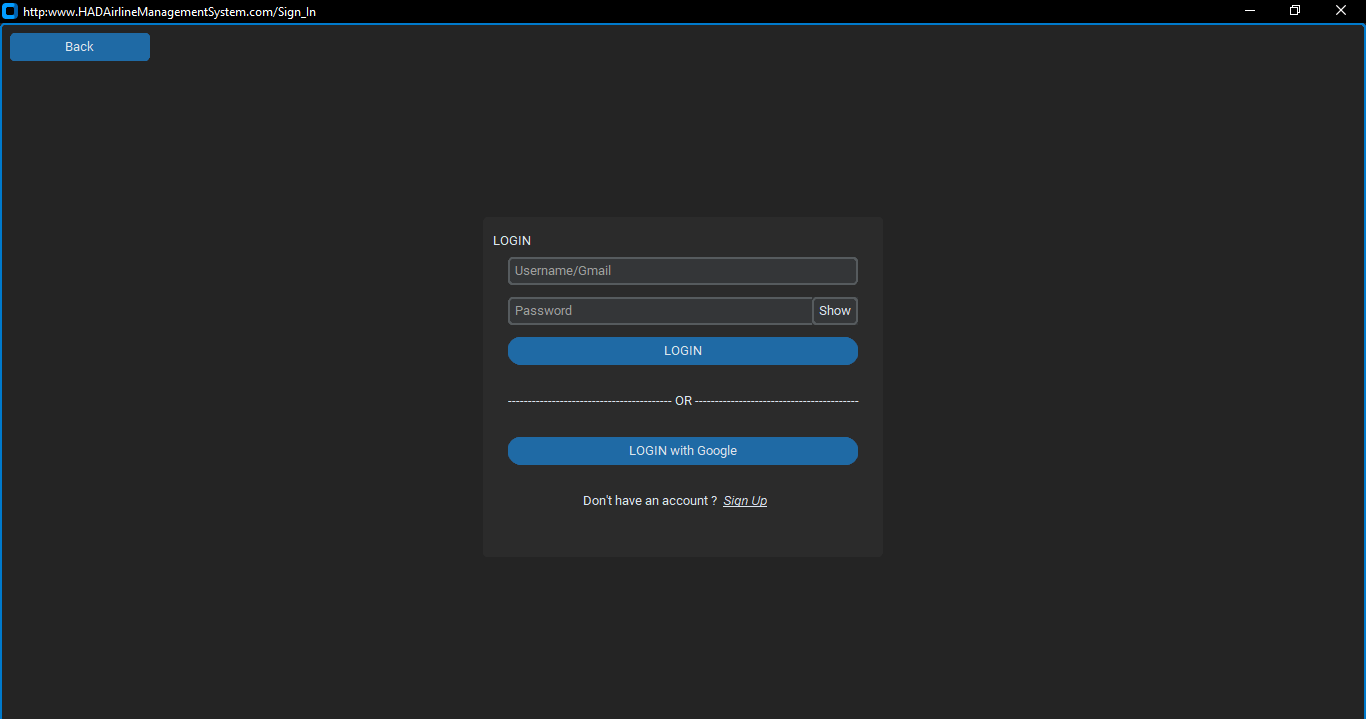 http:www.HADAirlineManagementSystem.com/Sign_In
Back
LOGIN
Username/Gmail
Password Show
LOGIN
----------------------------------------- OR -----------------------------------------
LOGIN with Google
Don't have an account ? Sign Up